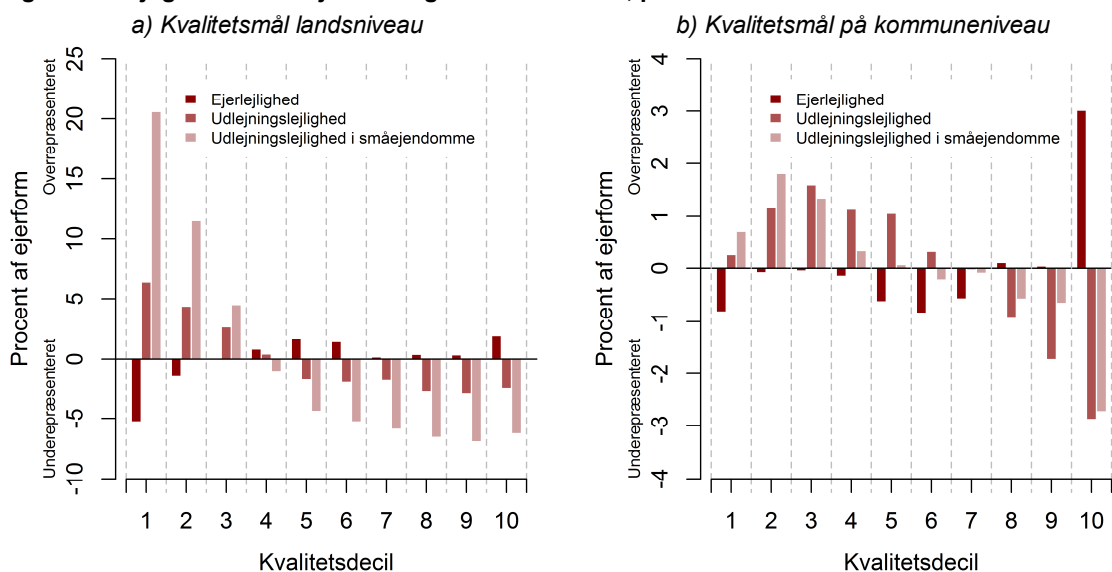 a) Kvalitetsmål landsniveau
Overrepræsenteret
Underepræsenteret
Procent af ejerform
25
20
15
10
5
0
-5
-10
Ejerlejlighed
Udlejningslejlighed
Udlejningslejlighed i småejendomme
1 2 3 4 5 6 7 8 9 10
Kvalitetsdecil
b) Kvalitetsmål på kommuneniveau
Overrepræsenteret
Underepræsenteret
Procent af ejerform
4
3
2
1
0
-1
-2
-3
-4
Ejerlejlighed
Udlejningslejlighed
Udlejningslejlighed i småejendomme
1 2 3 4 5 6 7 8 9 10
Kvalitetsdecil